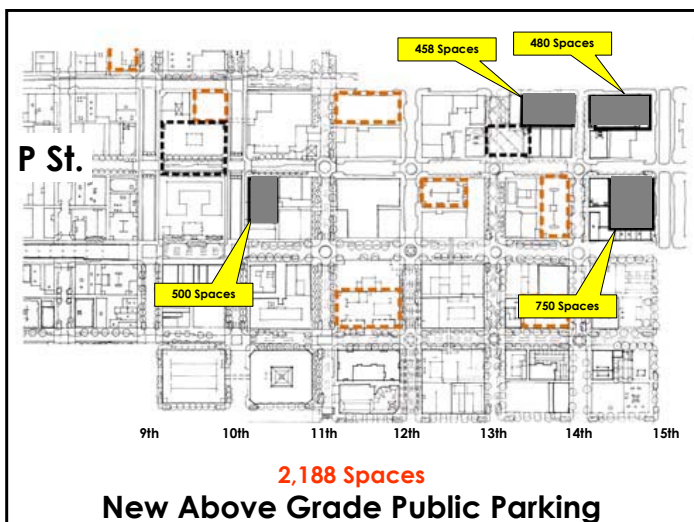 458 Spaces
480 Spaces
P St.
500 Spaces
750 Spaces
9th 10th 11th 12th 13th 14th 15th
2,188 Spaces
New Above Grade Public Parking